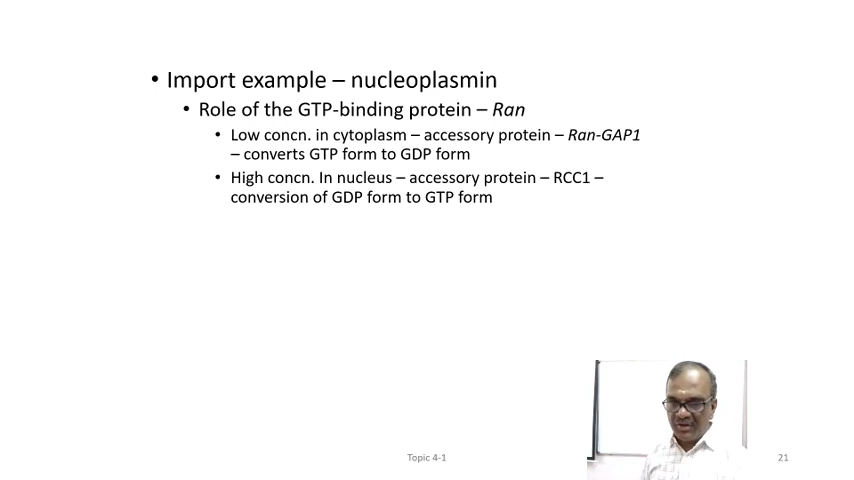 • Import example – nucleoplasmin
• Role of the GTP-binding protein – Ran
• Low concn. in cytoplasm – accessory protein – Ran-GAP1
– converts GTP form to GDP form
• High concn. In nucleus – accessory protein – RCC1 –
conversion of GDP form to GTP form
Topic 4-1
21